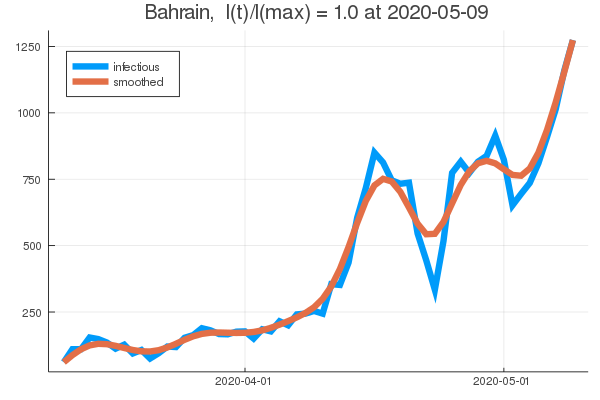 Bahrain,  I(t)/I(max) = 1.0 at 2020-05-09
infectious
smoothed
1250
1000
750
500
250
2020-04-01
2020-05-01